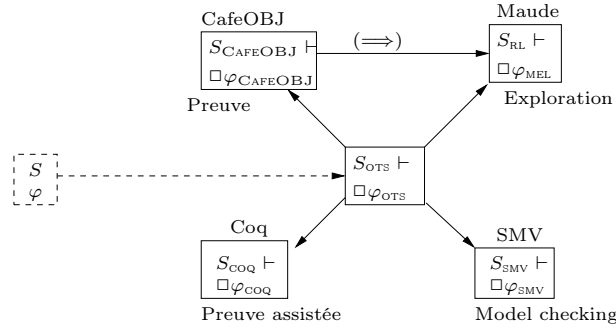 CafeOBJ
Maude
S_CAFEOBJ ⊢
□φ_CAFEOBJ
(⟹)
S_RL ⊢
□φ_MEL
Preuve
Exploration
S
φ
S_OTS ⊢
□φ_OTS
Coq
SMV
S_COQ ⊢
□φ_COQ
S_SMV ⊢
□φ_SMV
Preuve assistée
Model checking